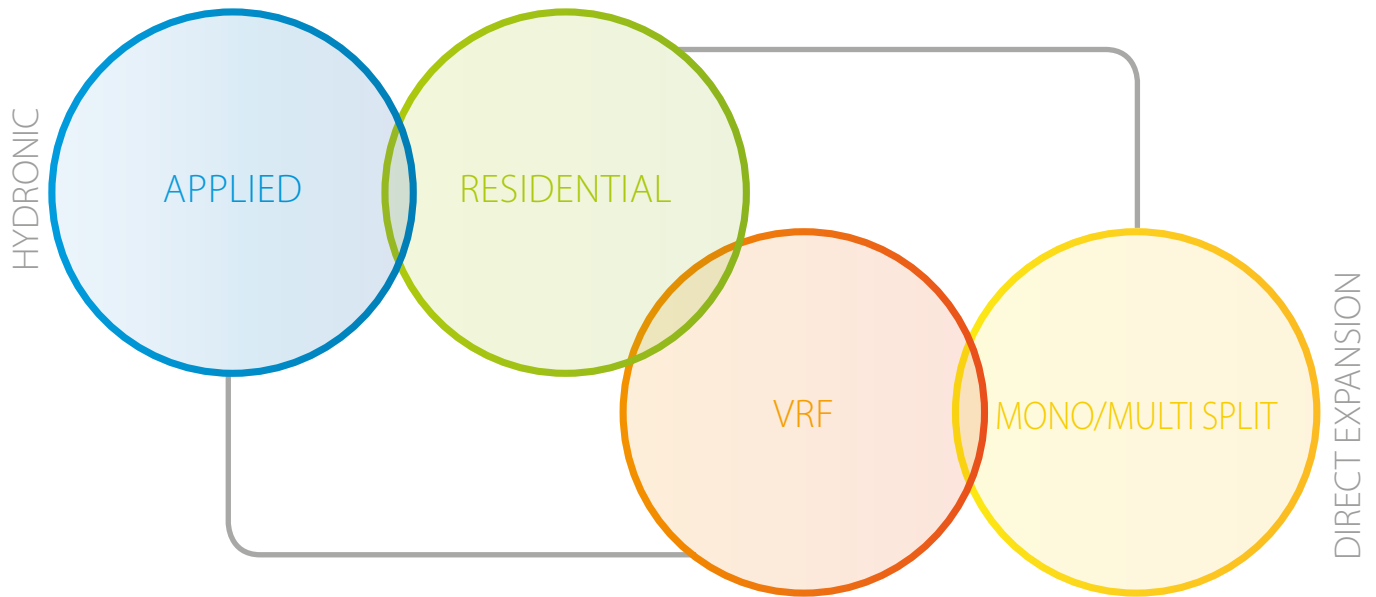 HYDRONIC
APPLIED
RESIDENTIAL
VRF
MONO/MULTI SPLIT
DIRECT EXPANSION